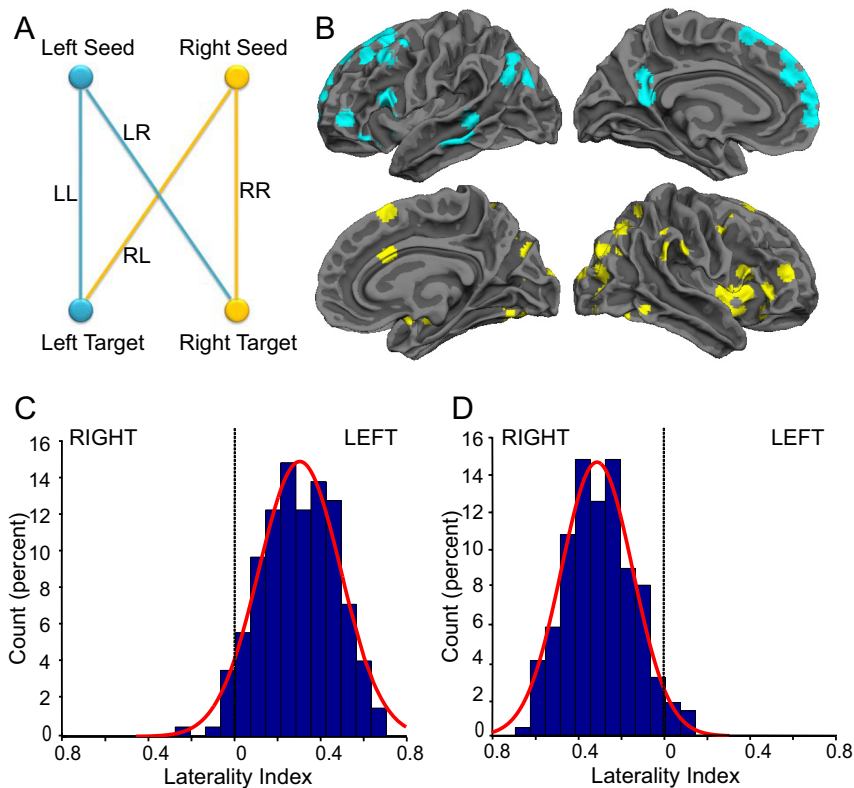 A
Left Seed
Right Seed
LR
LL
RR
RL
Left Target
Right Target
B
C
RIGHT
LEFT
16
14
12
10
8
6
4
2
0
Count (percent)
0.8
0.4
0
0.4
0.8
Laterality Index
D
RIGHT
LEFT
16
14
12
10
8
6
4
2
0
Count (percent)
0.8
0.4
0
0.4
0.8
Laterality Index